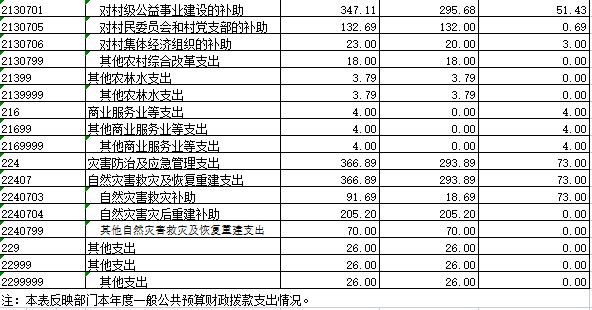 2130701 对村级公益事业建设的补助 347.11 295.68 51.43
2130705 对村民委员会和村党支部的补助 132.69 132.00 0.69
2130706 对村集体经济组织的补助 23.00 20.00 3.00
2130799 其他农村综合改革支出 18.00 18.00 0.00
21399 其他农林水支出 3.79 3.79 0.00
2139999 其他农林水支出 3.79 3.79 0.00
216 商业服务业等支出 4.00 0.00 4.00
21699 其他商业服务业等支出 4.00 0.00 4.00
2169999 其他商业服务业等支出 4.00 0.00 4.00
224 灾害防治及应急管理支出 366.89 293.89 73.00
22407 自然灾害救灾及恢复重建支出 366.89 293.89 73.00
2240703 自然灾害救灾补助 91.69 18.69 73.00
2240704 自然灾害灾后重建补助 205.20 205.20 0.00
2240799 其他自然灾害救灾及恢复重建支出 70.00 70.00 0.00
229 其他支出 26.00 26.00 0.00
22999 其他支出 26.00 26.00 0.00
2299999 其他支出 26.00 26.00 0.00
注：本表反映部门本年度一般公共预算财政拨款支出情况。